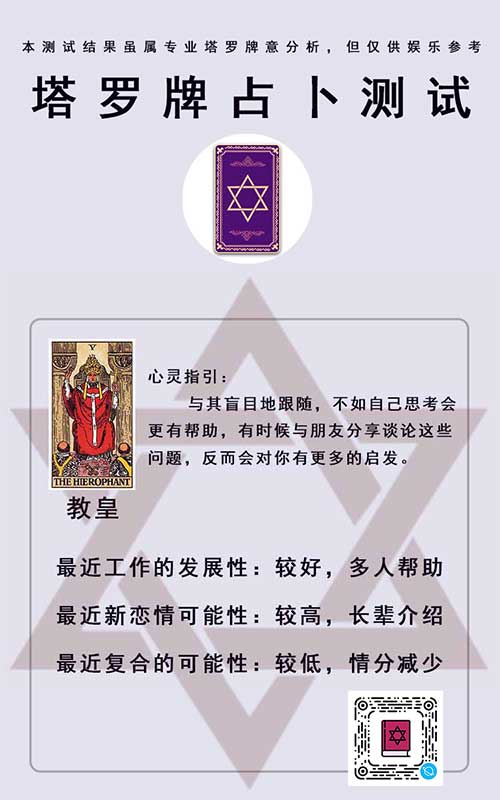 本测试结果虽属专业塔罗牌意分析，但仅供娱乐参考
塔罗牌占卜测试
V
THE HIEROPHANT
教皇
心灵指引：
与其盲目地跟随，不如自己思考会
更有帮助，有时候与朋友分享谈论这些
问题，反而会对你有更多的启发。
最近工作的发展性：较好，多人帮助
最近新恋情可能性：较高，长辈介绍
最近复合的可能性：较低，情分减少